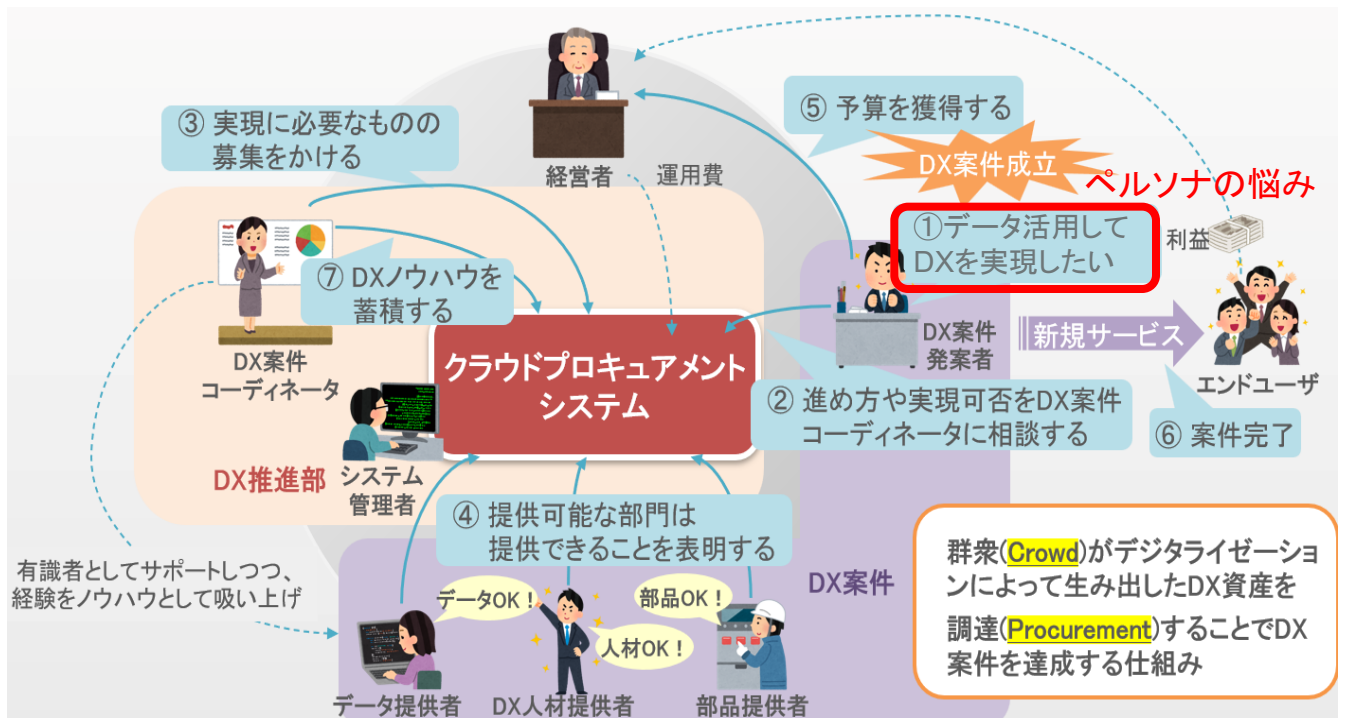 ③ 実現に必要なものの
募集をかける
経営者
運用費
⑤ 予算を獲得する
DX案件成立
ペルソナの悩み
①データ活用して
DXを実現したい
利益
⑦ DXノウハウを
蓄積する
DX案件
コーディネータ
クラウドプロキュアメント
システム
DX案件
発案者
新規サービス
エンドユーザ
② 進め方や実現可否をDX案件
コーディネータに相談する
⑥ 案件完了
DX推進部
システム
管理者
④ 提供可能な部門は
提供できることを表明する
有識者としてサポートしつつ、
経験をノウハウとして吸い上げ
データOK!
人材OK!
部品OK!
DX案件
データ提供者
DX人材提供者
部品提供者
群衆(Crowd)がデジタライゼーショ
ンによって生み出したDX資産を
調達(Procurement)することでDX
案件を達成する仕組み